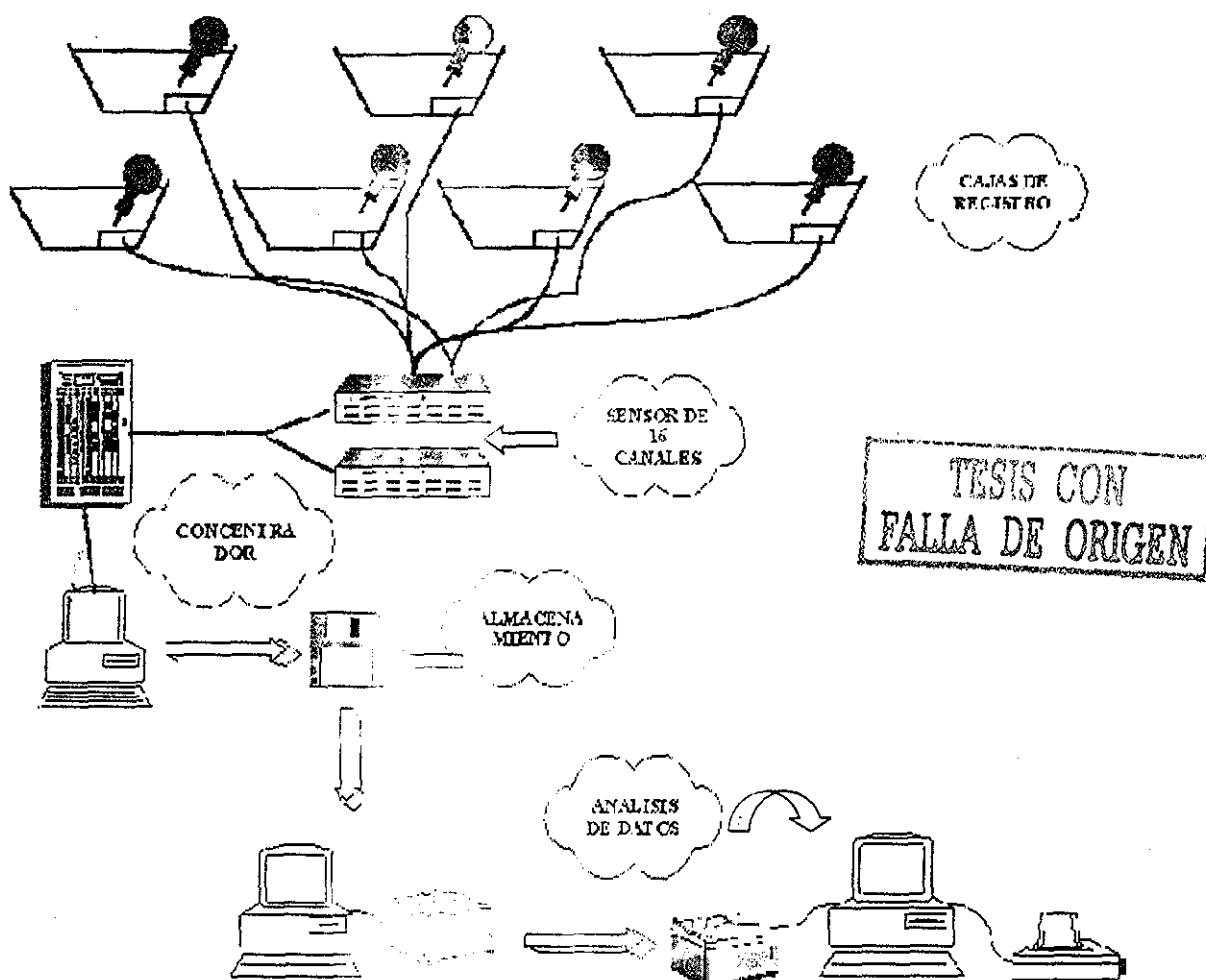 CAJAS DE
REGISTRO
SENSOR DE
16
CANALES
TESIS CON
FALLA DE ORIGEN
CONCENTRA
DOR
ALMACENA
MIENTO
ANALISIS
DE DATOS